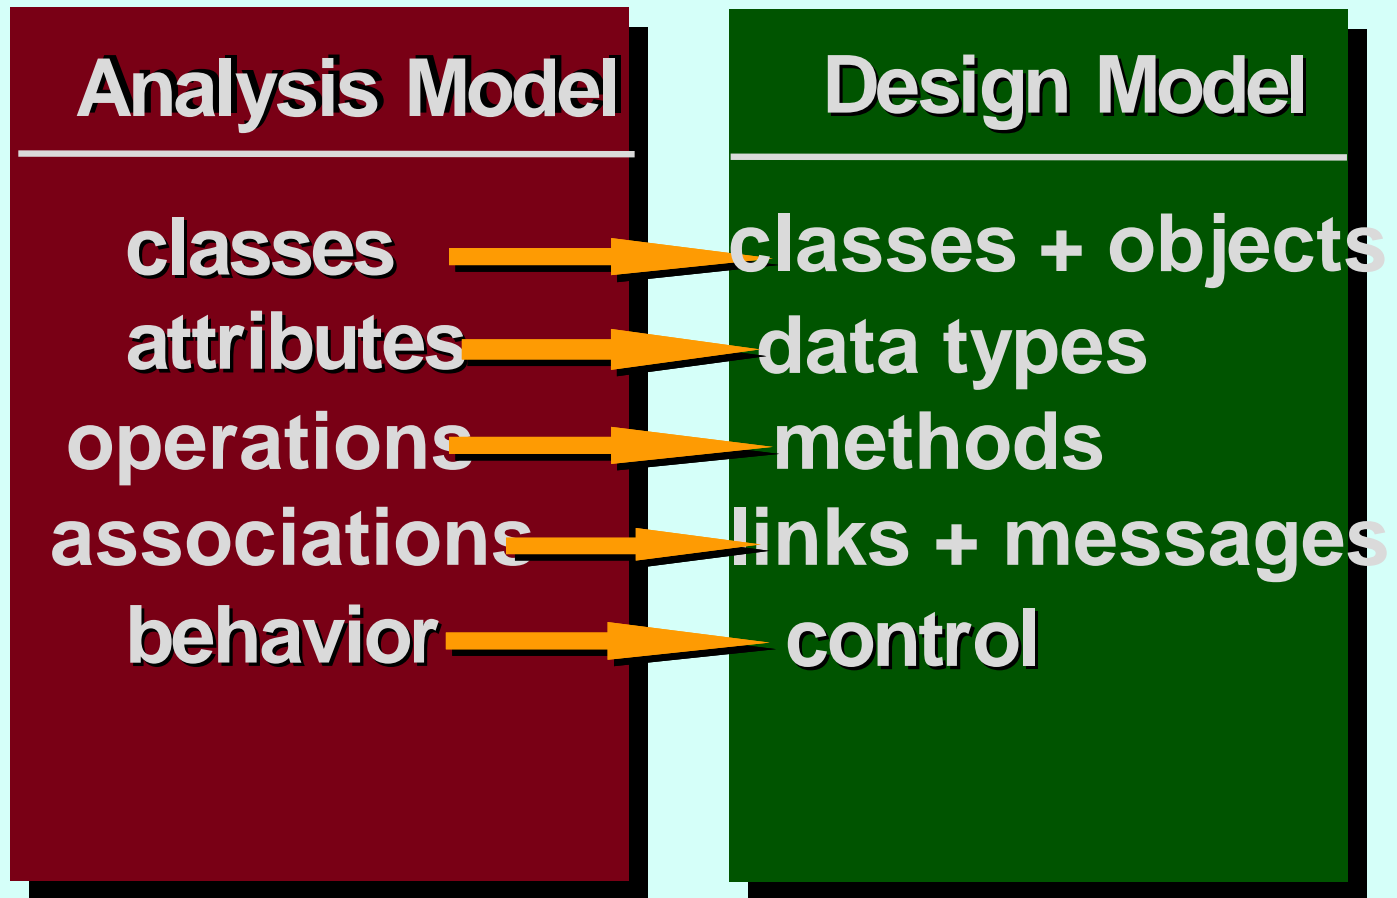 Analysis Model
classes
attributes
operations
associations
behavior
Design Model
classes + objects
data types
methods
links + messages
control